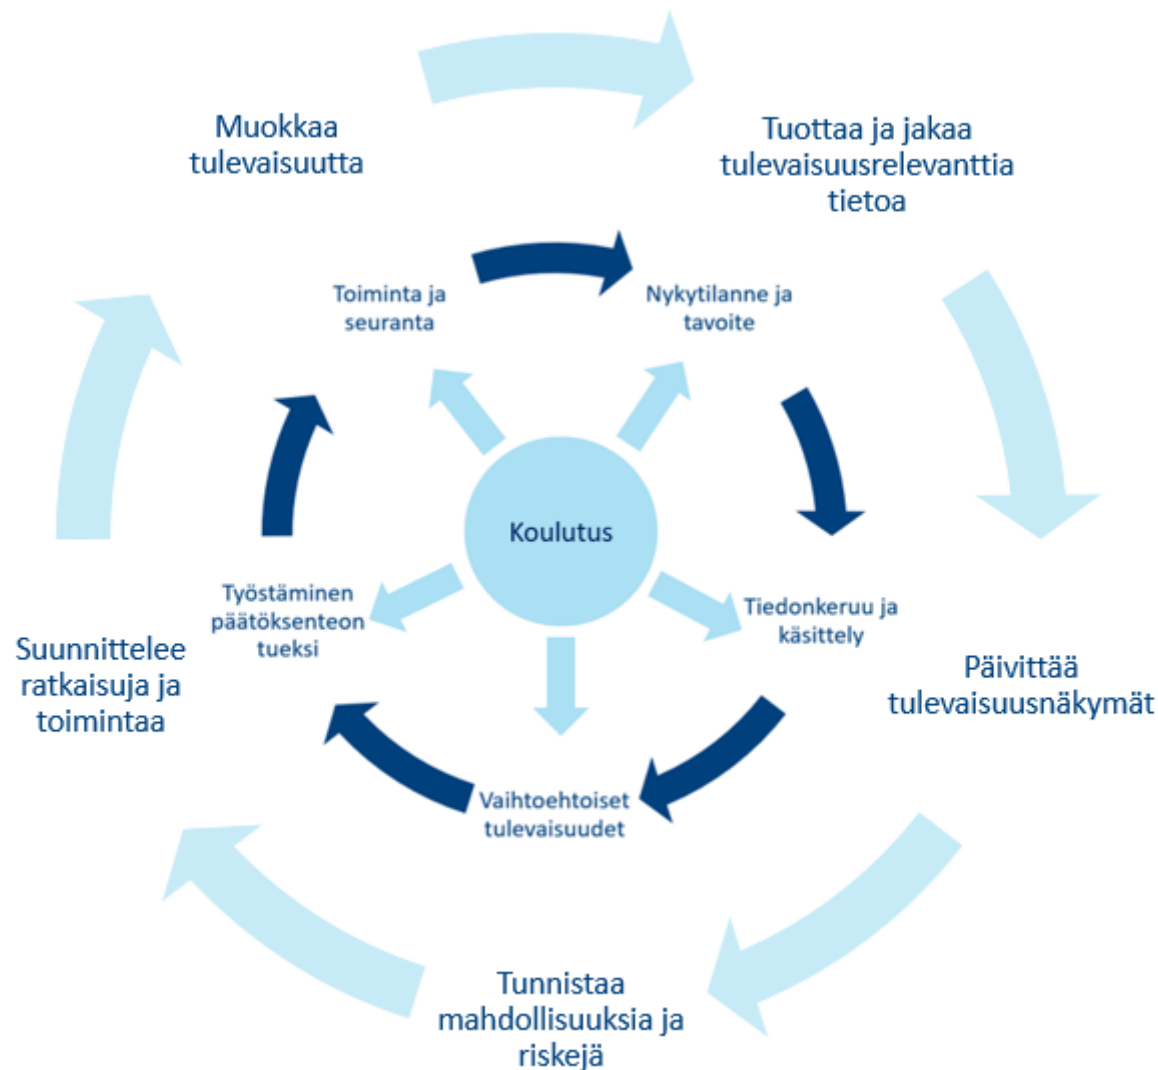 Muokkaa
tulevaisuutta
Tuottaa ja jakaa
tulevaisuusrelevanttia
tietoa
Toiminta ja
seuranta
Nykytilanne ja
tavoite
Koulutus
Työstäminen
päätöksenteon
tueksi
Tiedonkeruu ja
käsittely
Suunnittelee
ratkaisuja ja
toimintaa
Päivittää
tulevaisuusnäkymät
Vaihtoehtoiset
tulevaisuudet
Tunnistaa
mahdollisuuksia ja
riskejä